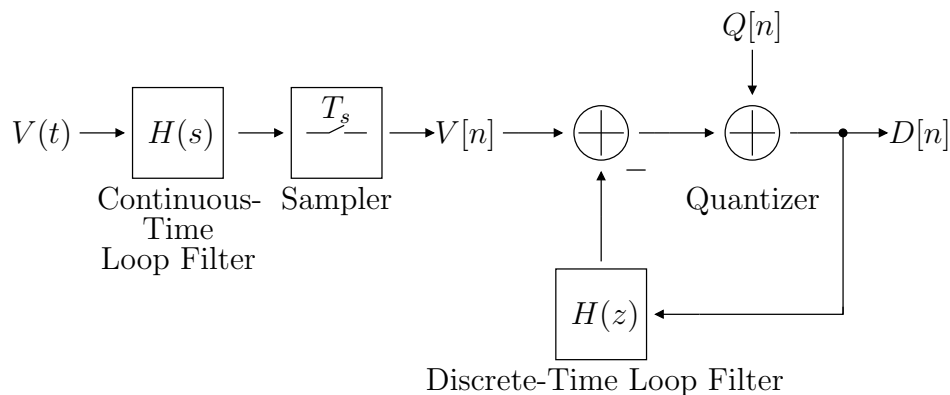 Q[n]
V(t)
H(s)
T_s
V[n]
D[n]
−
Continuous-
Time
Loop Filter
Sampler
Quantizer
H(z)
Discrete-Time Loop Filter